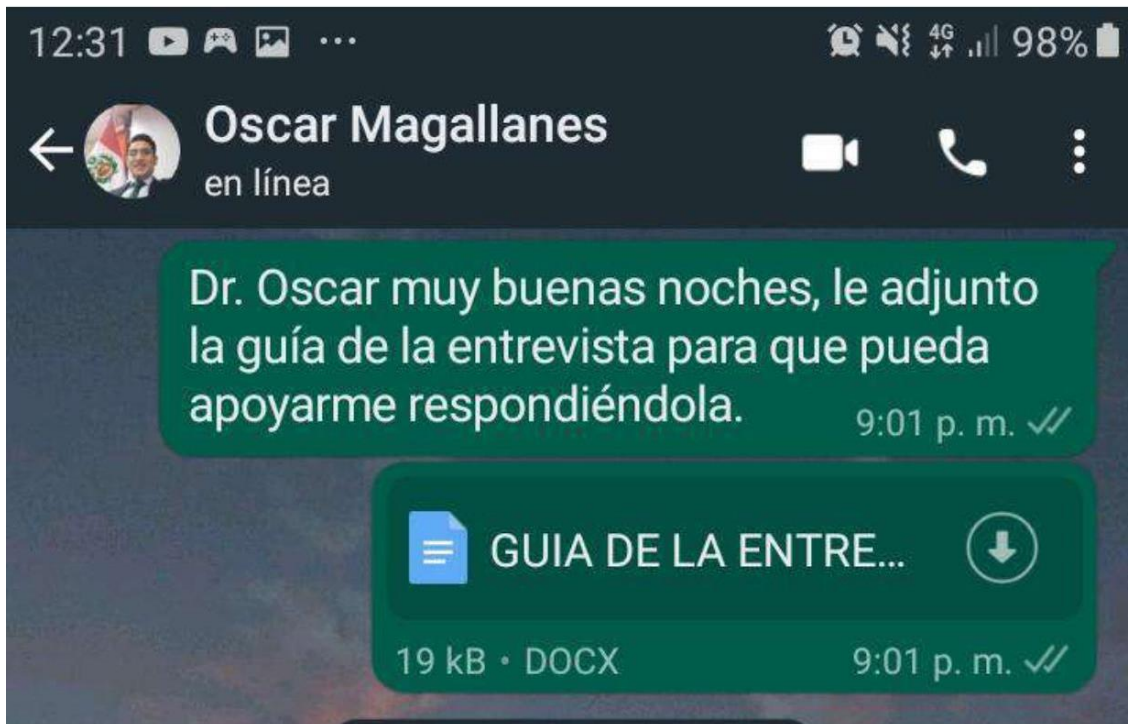 12:31 ... 4G 98%
Oscar Magallanes
en línea
Dr. Oscar muy buenas noches, le adjunto
la guía de la entrevista para que pueda
apoyarme respondiéndola. 9:01 p. m.
GUIA DE LA ENTRE...
19 kB • DOCX 9:01 p. m.